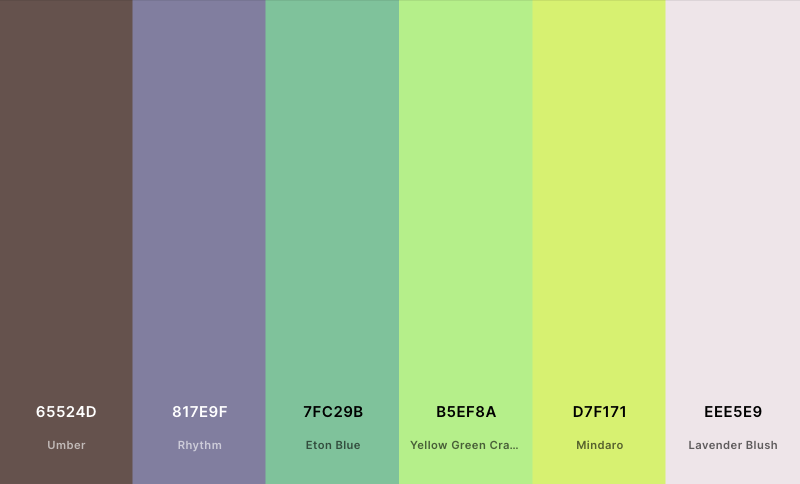 65524D
817E9F
7FC29B
B5EF8A
D7F171
EEE5E9
Umber
Rhythm
Eton Blue
Yellow Green Cra...
Mindaro
Lavender Blush